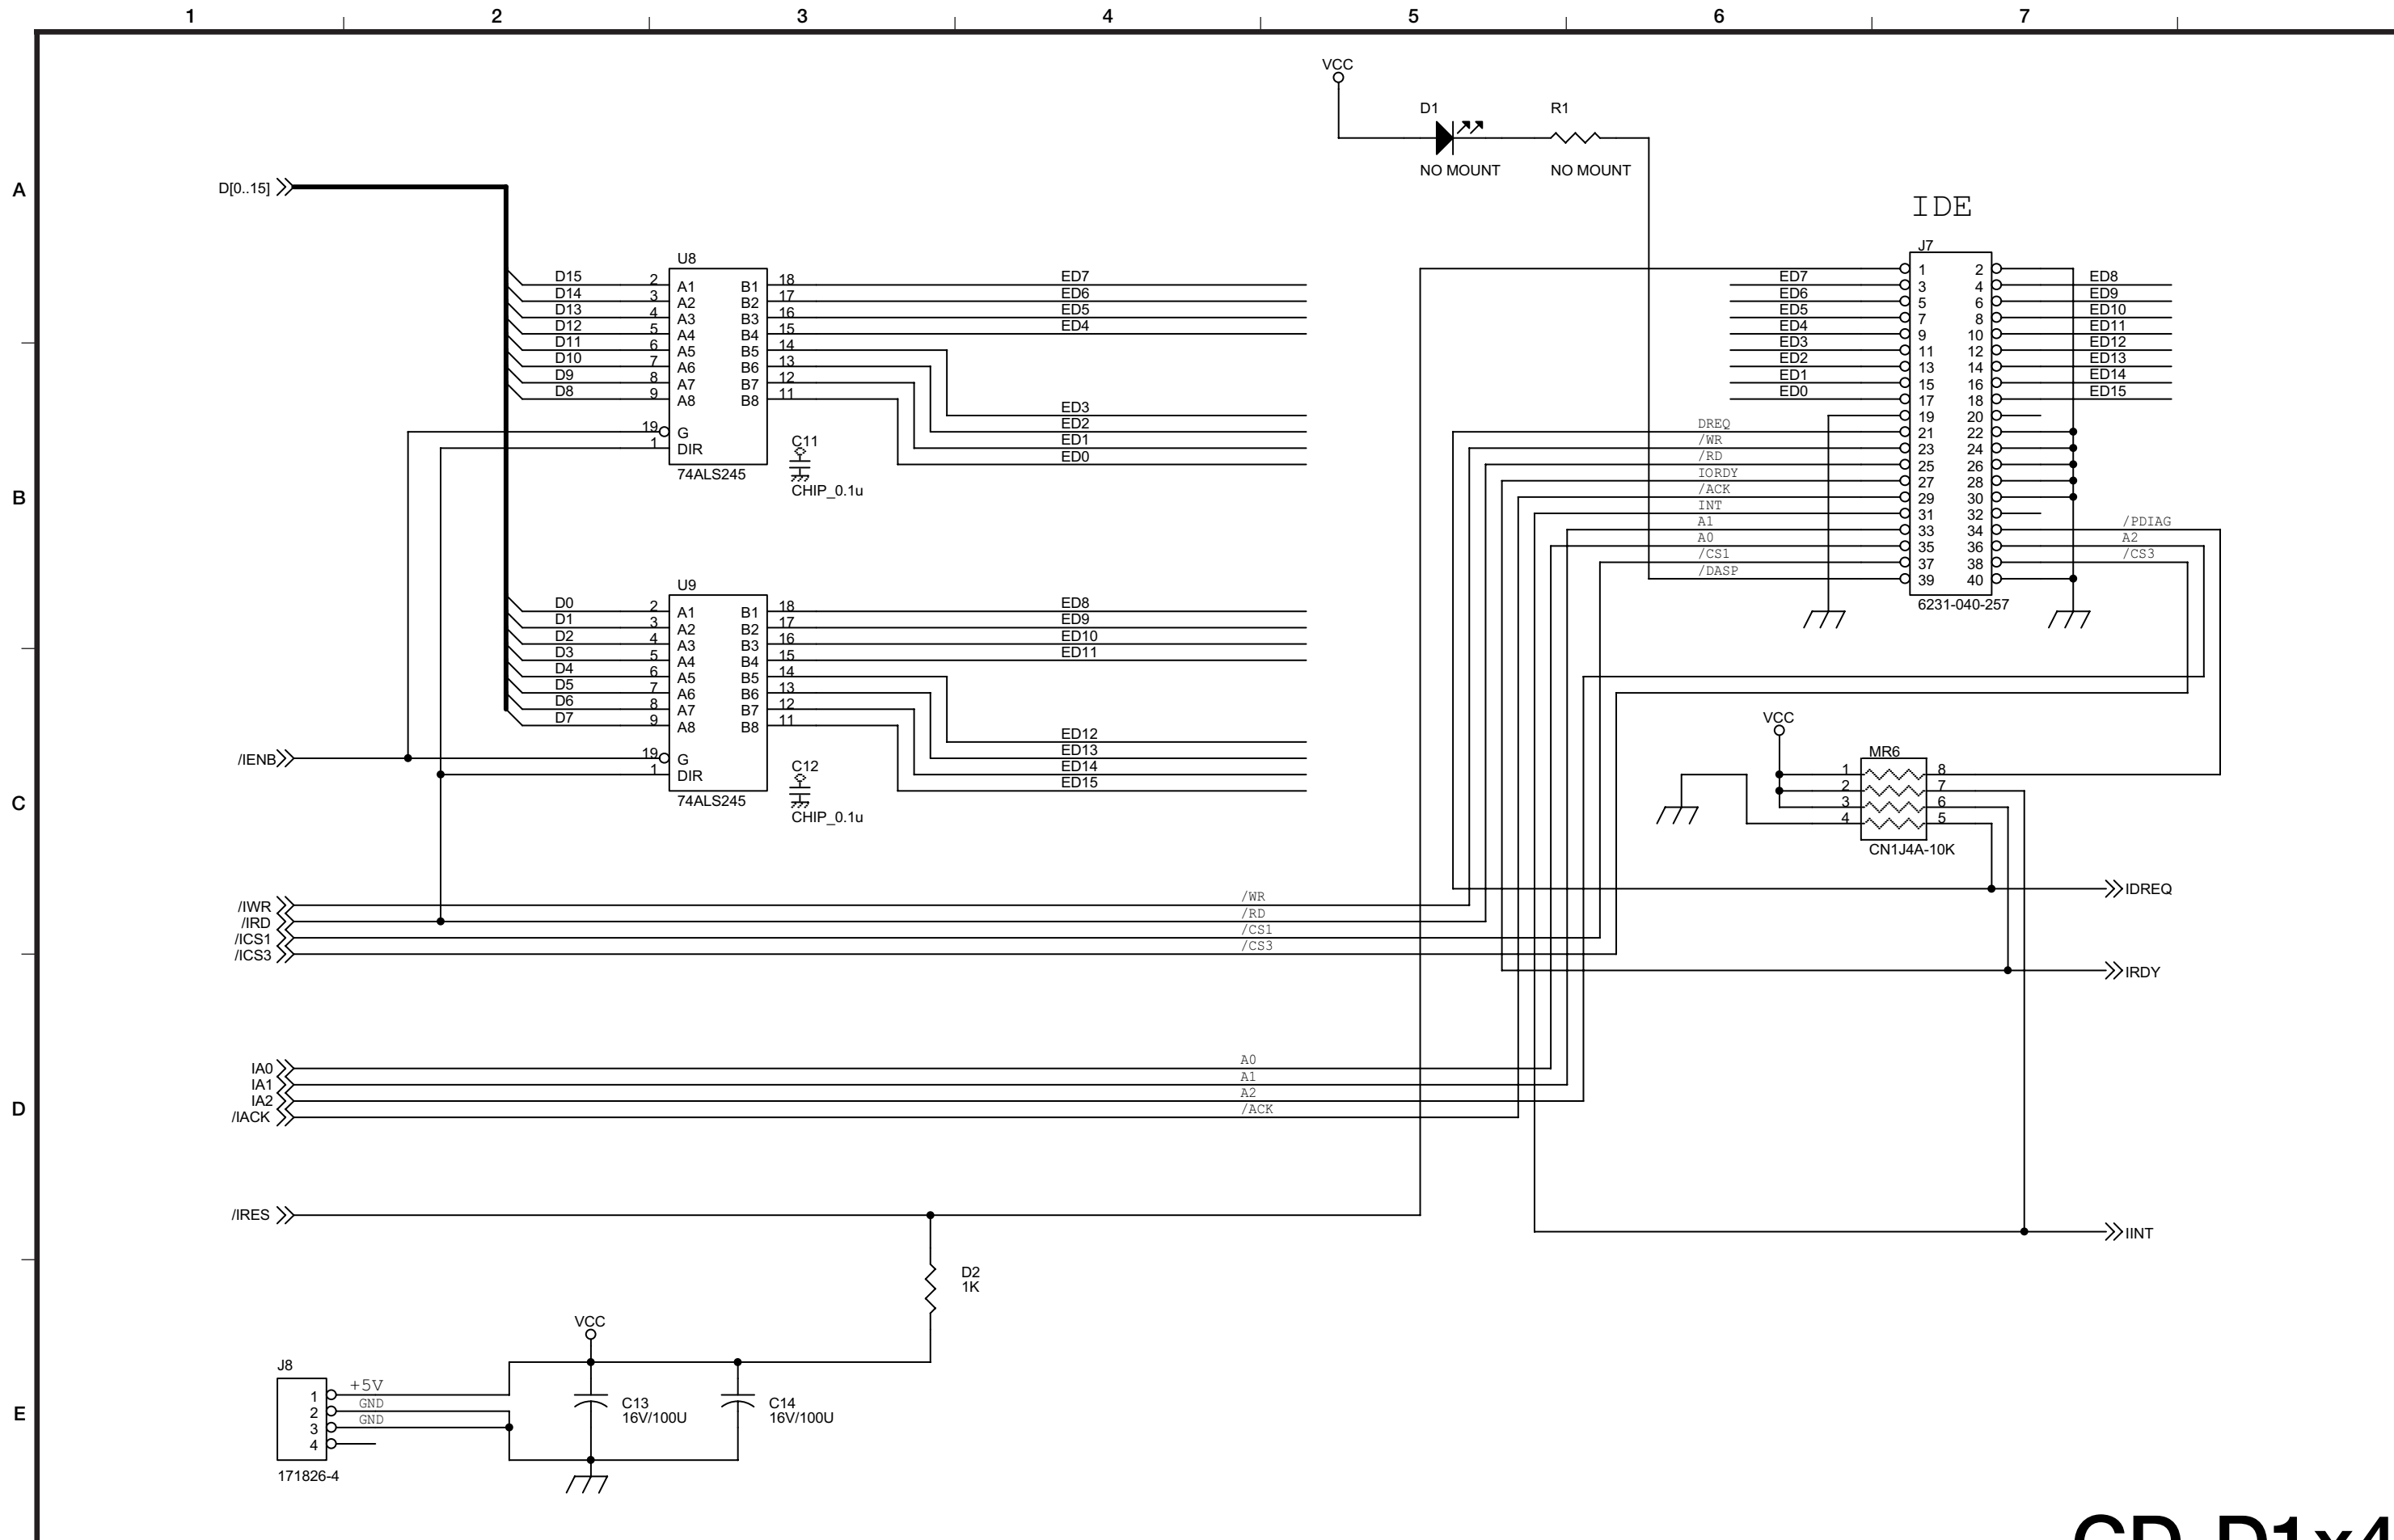 1 2 3 4 5 6 7
VCC
D1 R1
NO MOUNT NO MOUNT
A
D[0..15]
IDE
J7
U8
D15 2 A1 B1 18 ED7
D14 3 A2 B2 17 ED6
D13 4 A3 B3 16 ED5
D12 5 A4 B4 15 ED4
D11 6 A5 B5 14
D10 7 A6 B6 13
D9 8 A7 B7 12
D8 9 A8 B8 11
ED3
ED2
ED1
ED0
19 G
1 DIR
74ALS245
C11
CHIP_0.1u
1 2
ED7 3 4 ED8
ED6 5 6 ED9
ED5 7 8 ED10
ED4 9 10 ED11
ED3 11 12 ED12
ED2 13 14 ED13
ED1 15 16 ED14
ED0 17 18 ED15
19 20
DREQ 21 22
/WR 23 24
/RD 25 26
IORDY 27 28
/ACK 29 30
INT 31 32
A1 33 34 /PDIAG
A0 35 36 A2
/CS1 37 38 /CS3
/DASP 39 40
6231-040-257
B
U9
D0 2 A1 B1 18 ED8
D1 3 A2 B2 17 ED9
D2 4 A3 B3 16 ED10
D3 5 A4 B4 15 ED11
D4 6 A5 B5 14
D5 7 A6 B6 13
D6 8 A7 B7 12
D7 9 A8 B8 11
ED12
ED13
ED14
ED15
/IENB
19 G
1 DIR
74ALS245
C12
CHIP_0.1u
VCC
MR6
1 8
2 7
3 6
4 5
CN1J4A-10K
C
IDREQ
/IWR /WR
/IRD /RD
/ICS1 /CS1
/ICS3 /CS3
IRDY
IA0 A0
IA1 A1
IA2 A2
/IACK /ACK
D
/IRES
IINT
D2
1K
VCC
J8
1 +5V
2 GND
3 GND
4
171826-4
C13
16V/100U
C14
16V/100U
E